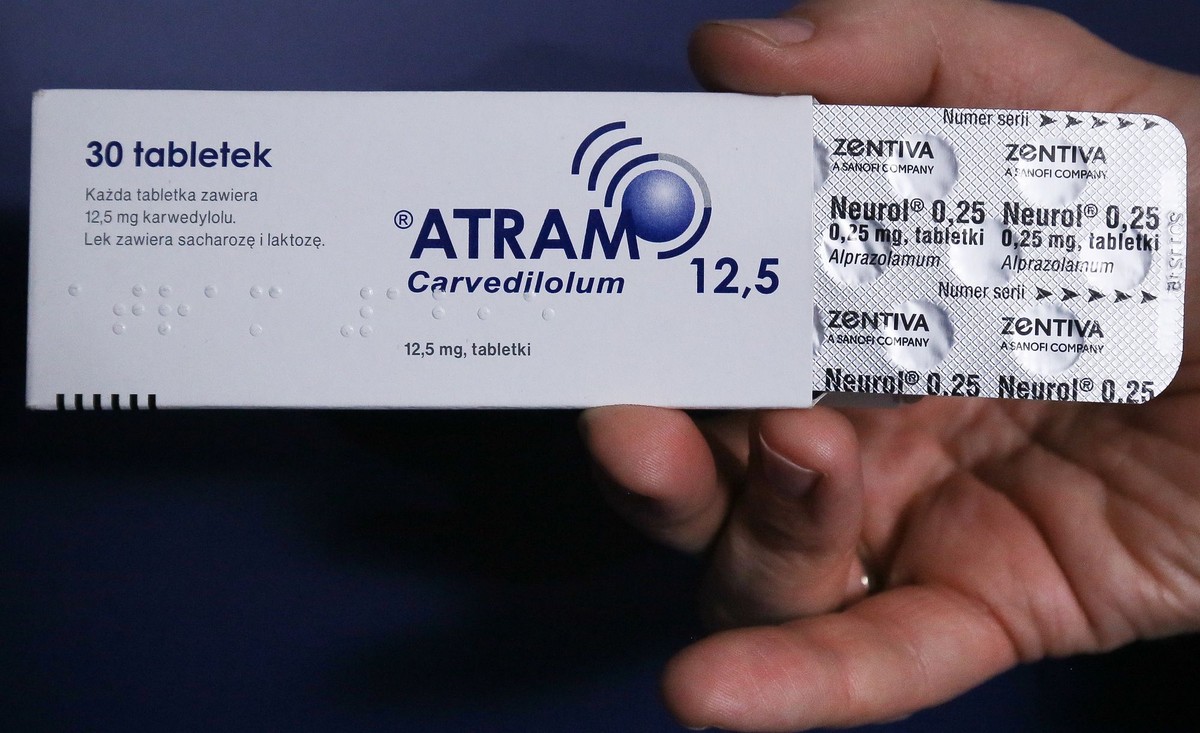 30 tabletek
Każda tabletka zawiera
12,5 mg karwedylolu.
Lek zawiera sacharozę i laktozę.
® ATRAM
Carvedilolum 12,5
12,5 mg, tabletki
Numer serii
ZENTIVA ZENTIVA
A SANOFI COMPANY A SANOFI COMPANY
Neurol® 0,25 Neurol® 0,25
0,25 mg, tabletki 0,25 mg, tabletki
Alprazolamum Alprazolamum
Numer serii
ZENTIVA ZENTIVA
A SANOFI COMPANY A SANOFI COMPANY
Neurol® 0,25 Neurol® 0,25